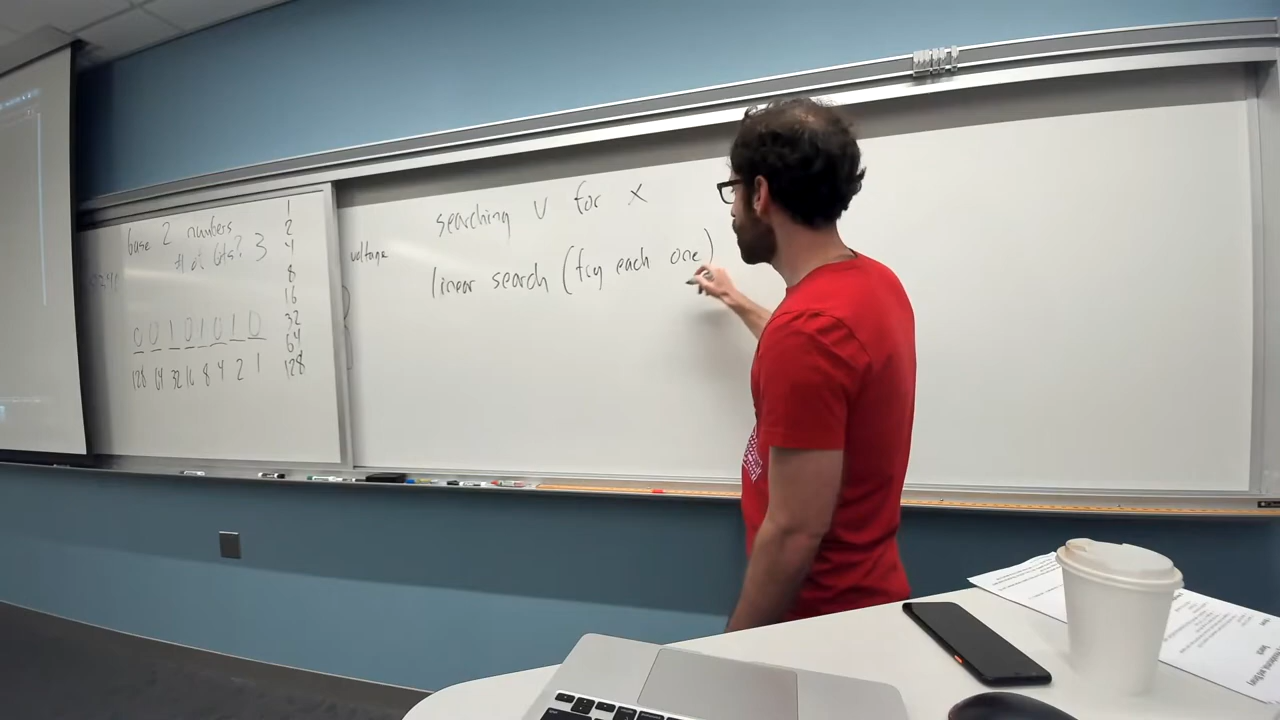 base 2 numbers
# of bits? 3
0 0 1 0 1 0 1 0
128 64 32 16 8 4 2 1
1
2
4
8
16
32
64
128
voltage
searching v for x
linear search (try each one)